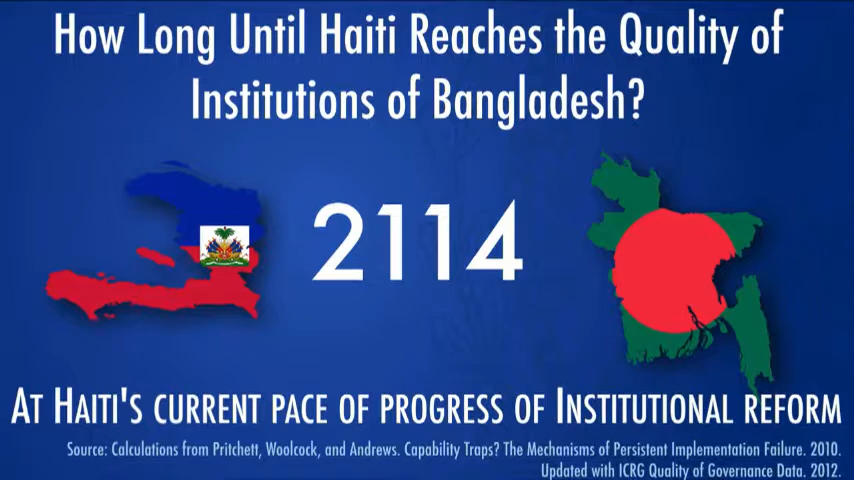 How Long Until Haiti Reaches the Quality of
Institutions of Bangladesh?
2114
At Haiti's current pace of progress of Institutional reform
Source: Calculations from Pritchett, Woolcock, and Andrews. Capability Traps? The Mechanisms of Persistent Implementation Failure. 2010.
Updated with ICRG Quality of Governance Data. 2012.